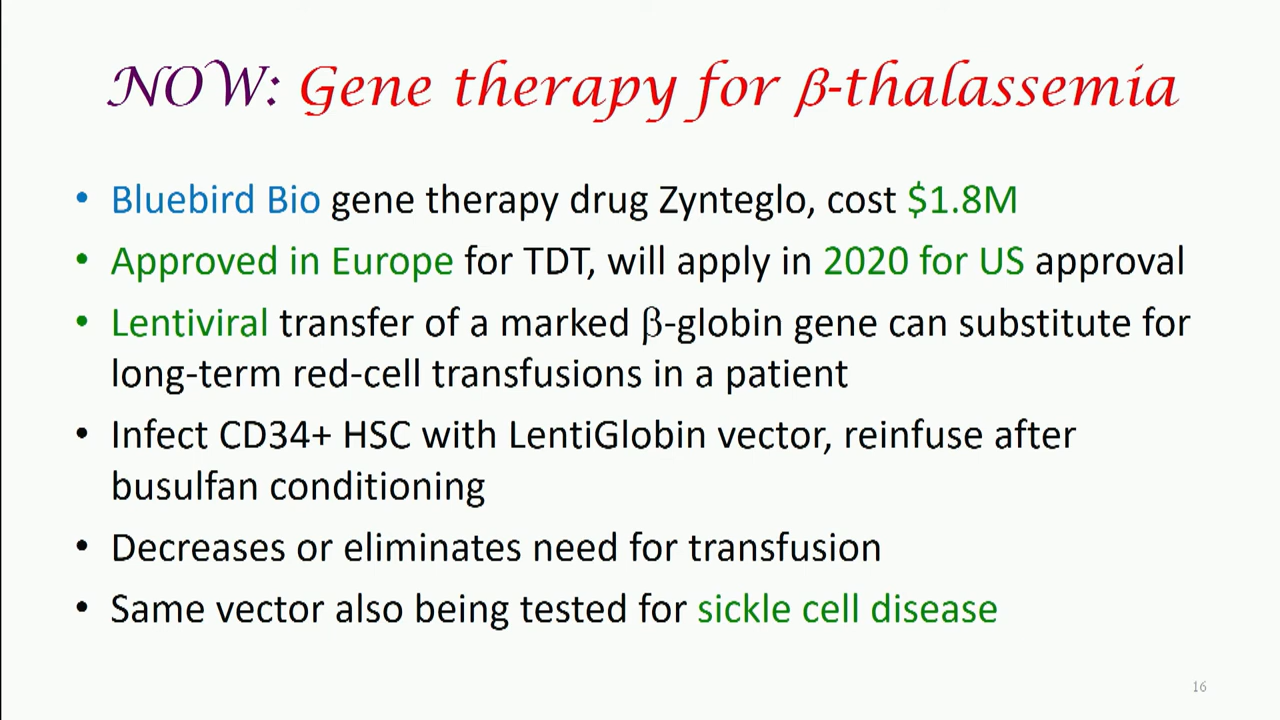 NOW: Gene therapy for β-thalassemia
• Bluebird Bio gene therapy drug Zynteglo, cost $1.8M
• Approved in Europe for TDT, will apply in 2020 for US approval
• Lentiviral transfer of a marked β-globin gene can substitute for
long-term red-cell transfusions in a patient
• Infect CD34+ HSC with LentiGlobin vector, reinfuse after
busulfan conditioning
• Decreases or eliminates need for transfusion
• Same vector also being tested for sickle cell disease
16